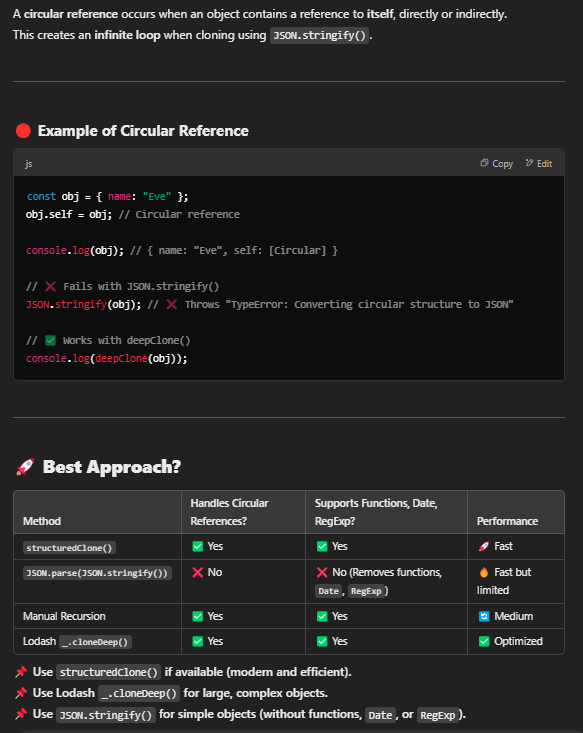 A circular reference occurs when an object contains a reference to itself, directly or indirectly.
This creates an infinite loop when cloning using JSON.stringify().
🔴 Example of Circular Reference
js
Copy
Edit
const obj = { name: "Eve" };
obj.self = obj; // Circular reference
console.log(obj); // { name: "Eve", self: [Circular] }
// ❌ Fails with JSON.stringify()
JSON.stringify(obj); // ❌ Throws "TypeError: Converting circular structure to JSON"
// ✅ Works with deepClone()
console.log(deepClone(obj));
🚀 Best Approach?
Method
Handles Circular
References?
Supports Functions, Date,
RegExp?
Performance
structuredClone()
✅ Yes
✅ Yes
🚀 Fast
JSON.parse(JSON.stringify())
❌ No
❌ No (Removes functions,
Date, RegExp)
🔥 Fast but
limited
Manual Recursion
✅ Yes
✅ Yes
🔄 Medium
Lodash _.cloneDeep()
✅ Yes
✅ Yes
✅ Optimized
📌 Use structuredClone() if available (modern and efficient).
📌 Use Lodash _.cloneDeep() for large, complex objects.
📌 Use JSON.stringify() for simple objects (without functions, Date, or RegExp).